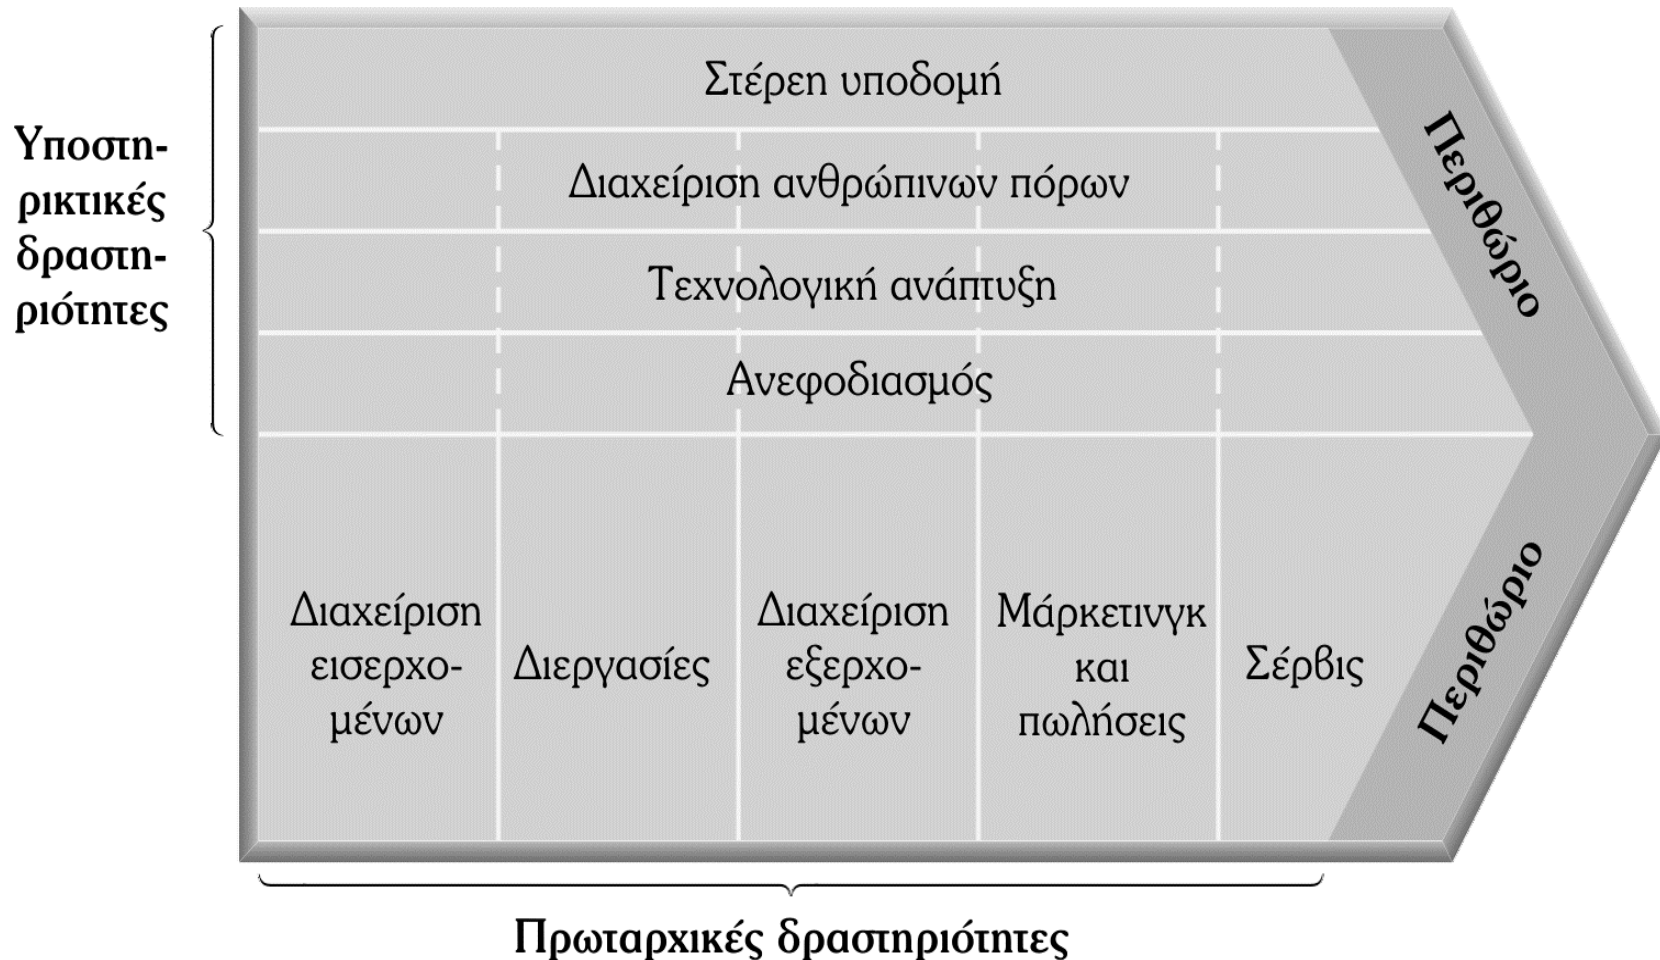 Στέρεη υποδομή
Υποστη-
ρικτικές
δραστη-
ριότητες
Διαχείριση ανθρώπινων πόρων
Τεχνολογική ανάπτυξη
Ανεφοδιασμός
Περιθώριο
Διαχείριση
εισερχο-
μένων
Διεργασίες
Διαχείριση
εξερχο-
μένων
Μάρκετινγκ
και
πωλήσεις
Σέρβις
Περιθώριο
Πρωταρχικές δραστηριότητες